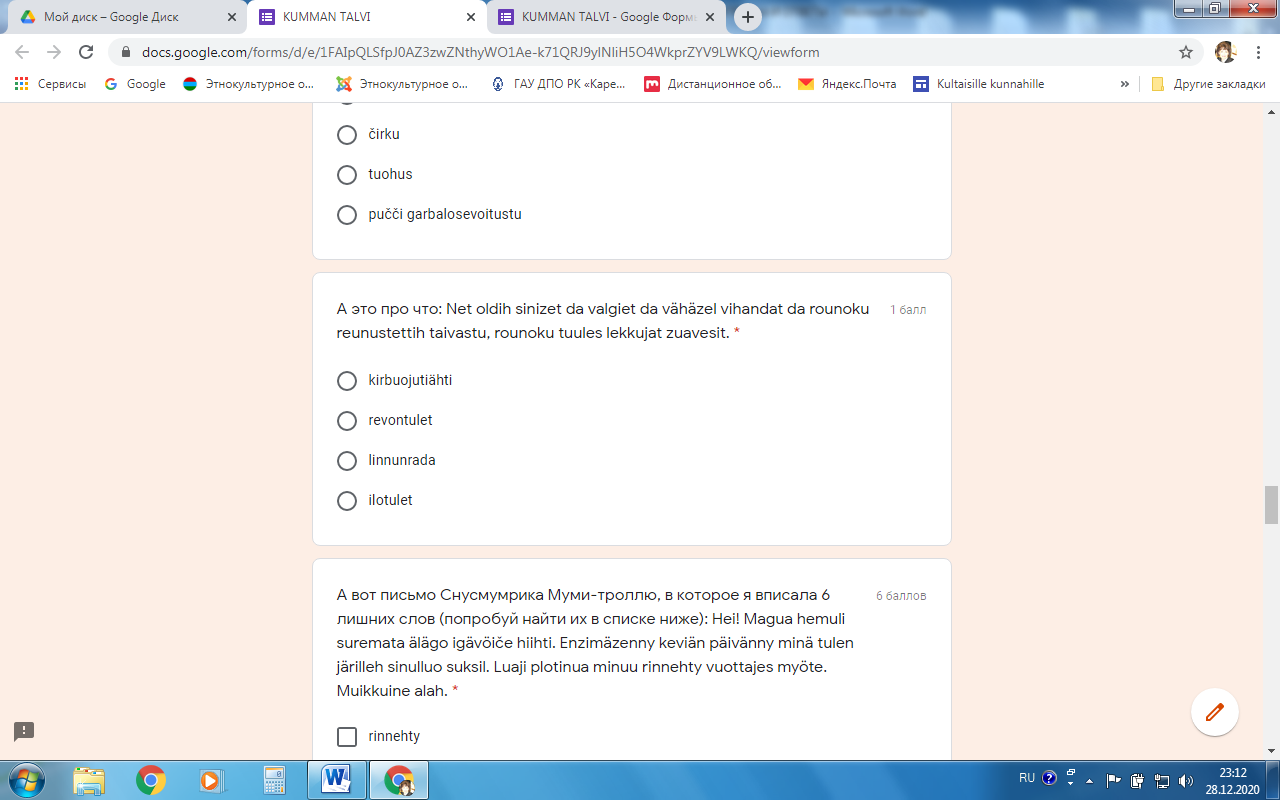 Мой диск – Google Диск
KUMMAN TALVI
KUMMAN TALVI - Google Форм
docs.google.com/forms/d/e/1FAIpQLSfpJ0AZ3zwZNthyWO1Ae-k71QRJ9ylNliH5O4WkprZYV9LWKQ/viewform
Сервисы
Google
Этнокультурное о...
Этнокультурное о...
ГАУ ДПО РК «Каре...
Дистанционное об...
Яндекс.Почта
Kultaisille kunnahille
»
Другие закладки
čirku
tuohus
pučči garbalosevoitustu
А это про что: Net oldih sinizet da valgiet da vähäzel vihandat da rounoku
1 балл
reunustettih taivastu, rounoku tuules lekkujat zuavesit. *
kirbuojutiähti
revontulet
linnunrada
ilotulet
А вот письмо Снусмумрика Муми-троллю, в которое я вписала 6
6 баллов
лишних слов (попробуй найти их в списке ниже): Hei! Magua hemuli
suremata älägo igävöiče hiihti. Enzimäzenny keviän päivänny minä tulen
järilleh sinulluo suksil. Luaji plotinua minuu rinnehty vuottajes myöte.
Muikkuine alah. *
rinnehty
RU
23:12
28.12.2020